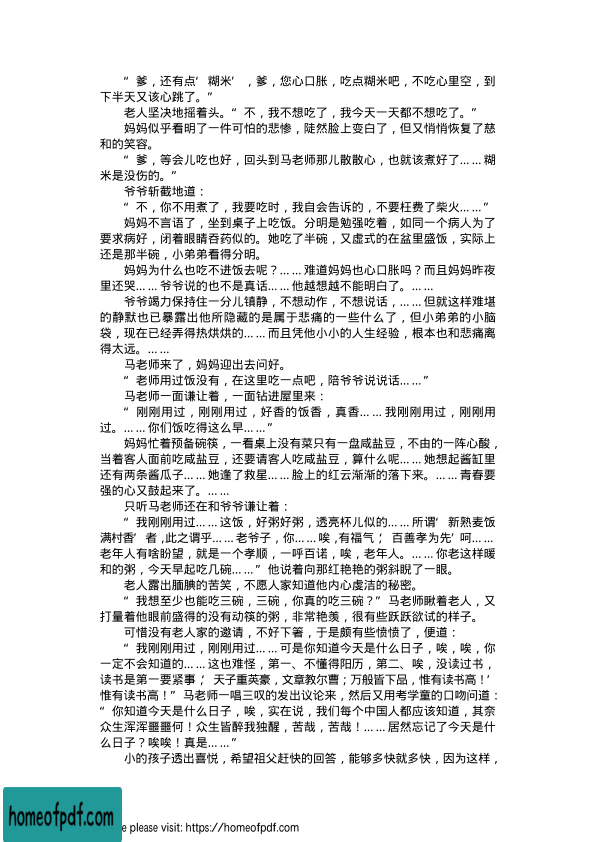 “爹，还有点‘糊米’，爹，您心口胀，吃点糊米吧，不吃心里空，到
下半天又该心跳了。”
老人坚决地摇着头。“不，我不想吃了，我今天一天都不想吃了。”
妈妈似乎看明了一件可怕的悲惨，陡然脸上变白了，但又悄悄恢复了慈
和的笑容。
“爹，等会儿吃也好，回头到马老师那儿散散心，也就该煮好了……糊
米是没伤的。”
爷爷斩截地道：
“不，你不用煮了，我要吃时，我自会告诉的，不要枉费了柴火……”
妈妈不言语了，坐到桌子上吃饭。分明是勉强吃着，如同一个病人为了
要求病好，闭着眼睛吞药似的。她吃了半碗，又虚式的在盆里盛饭，实际上
还是那半碗，小弟弟看得分明。
妈妈为什么也吃不进饭去呢？……难道妈妈也心口胀吗？而且妈妈昨夜
里还哭……爷爷说的也不是真话……他越想越不能明白了。……
爷爷竭力保持住一分儿镇静，不想动作，不想说话，……但就这样难堪
的静默也已暴露出他所隐藏的是属于悲痛的一些什么了，但小弟弟的小脑
袋，现在已经弄得热烘烘的……而且凭他小小的人生经验，根本也和悲痛离
得太远。……
马老师来了，妈妈迎出去问好。
“老师用过饭没有，在这里吃一点吧，陪爷爷说说话……”
马老师一面谦让着，一面钻进屋里来：
“刚刚用过，刚刚用过，好香的饭香，真香……我刚刚用过，刚刚用
过。……你们饭吃得这么早……”
妈妈忙着预备碗筷，一看桌上没有菜只有一盘咸盐豆，不由的一阵心酸，
当着客人面前吃咸盐豆，还要请客人吃咸盐豆，算什么呢……她想起酱缸里
还有两条酱瓜子……她逢了救星……脸上的红云渐渐的落下来。……青春要
强的心又鼓起来了。……
只听马老师还在和爷爷谦让着：
“我刚刚用过……这饭，好粥好粥，透亮杯儿似的……所谓‘新熟麦饭
满村香’者，此之谓乎……老爷子，你……唉，有福气；‘百善孝为先’呵……
老年人有啥盼望，就是一个孝顺，一呼百诺，唉，老年人。……你老这样暖
和的粥，今天早起吃几碗……”他说着向那红艳艳的粥斜睨了一眼。
老人露出腼腆的苦笑，不愿人家知道他内心虔洁的秘密。
“我想至少也能吃三碗，三碗，你真的吃三碗？”马老师瞅着老人，又
打量着他眼前盛得的没有动筷的粥，非常艳羡，很有些跃跃欲试的样子。
可惜没有老人家的邀请，不好下箸，于是颇有些愤愤了，便道：
“我刚刚用过，刚刚用过……可是你知道今天是什么日子，唉，唉，你
一定不会知道的……这也难怪，第一、不懂得阳历，第二、唉，没读过书，
读书是第一要紧事；‘天子重英豪，文章教尔曹；万般皆下品，惟有读书高！’
惟有读书高！”马老师一唱三叹的发出议论来，然后又用考学童的口吻问道：
“你知道今天是什么日子，唉，实在说，我们每个中国人都应该知道，其奈
众生浑浑噩噩何！众生皆醉我独醒，苦哉，苦哉！……居然忘记了今天是什
么日子？唉唉！真是……”
小的孩子透出喜悦，希望祖父赶快的回答，能够多快就多快，因为这样，
homeofpdf.com
e please visit: https://homeofpdf.com